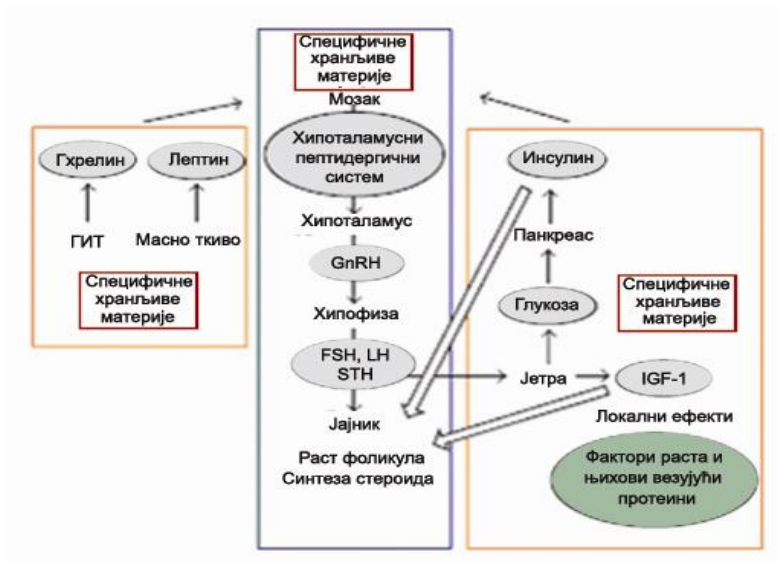 Специфичне
хранљиве
материје
Мозак
Хипоталамусни
пептидергични
систем
Хипоталамус
GnRH
Хипофиза
FSH, LH
STH
Јајник
Раст фоликула
Синтеза стероида
Гхрелин
Лептин
ГИТ
Масно ткиво
Специфичне
хранљиве
материје
Инсулин
Панкреас
Глукоза
Специфичне
хранљиве
материје
Јетра
IGF-1
Локални ефекти
Фактори раста и
њихови везујући
протеини